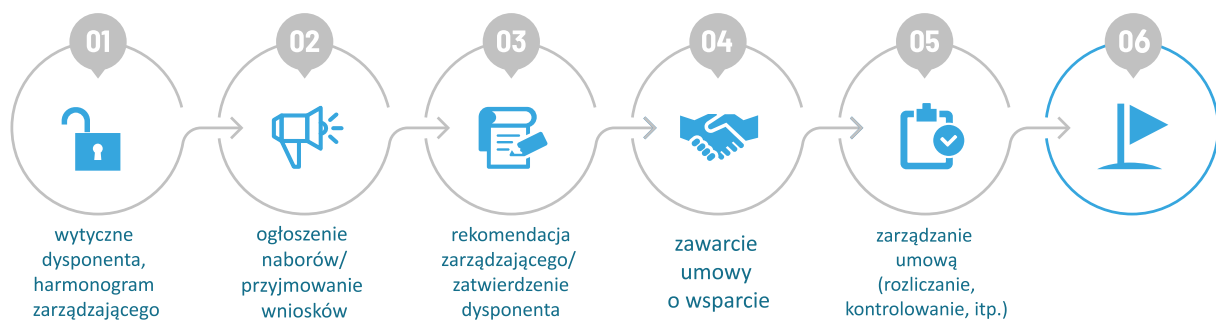 01
02
03
04
05
06
wytyczne
dysponenta,
harmonogram
zarządzającego
ogłoszenie
naborów/
przyjmowanie
wniosków
rekomendacja
zarządzającego/
zatwierdzenie
dysponenta
zawarcie
umowy
o wsparcie
zarządzanie
umową
(rozliczanie,
kontrolowanie, itp.)